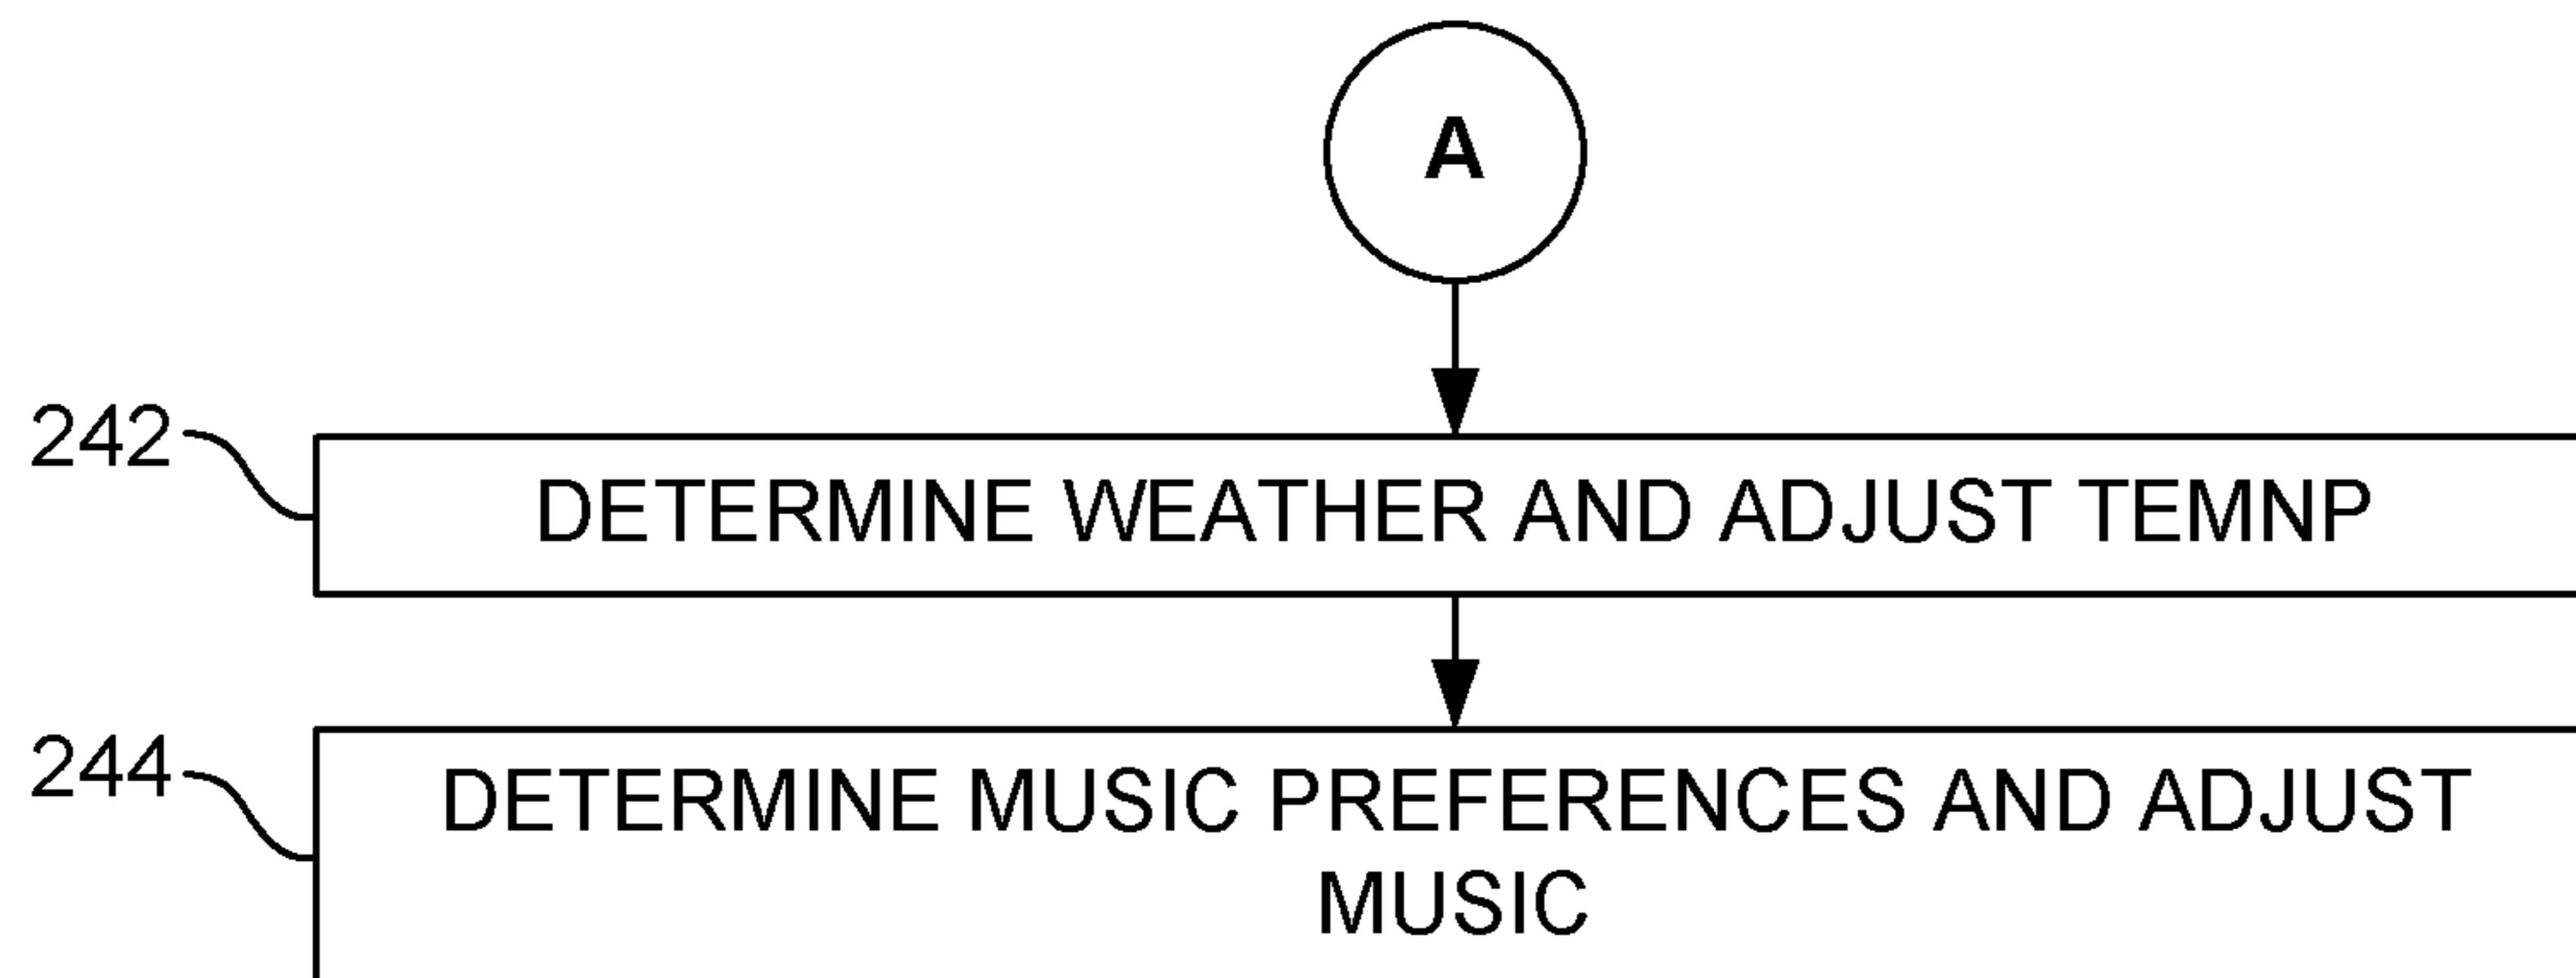 A
242
DETERMINE WEATHER AND ADJUST TEMNP
244
DETERMINE MUSIC PREFERENCES AND ADJUST
MUSIC